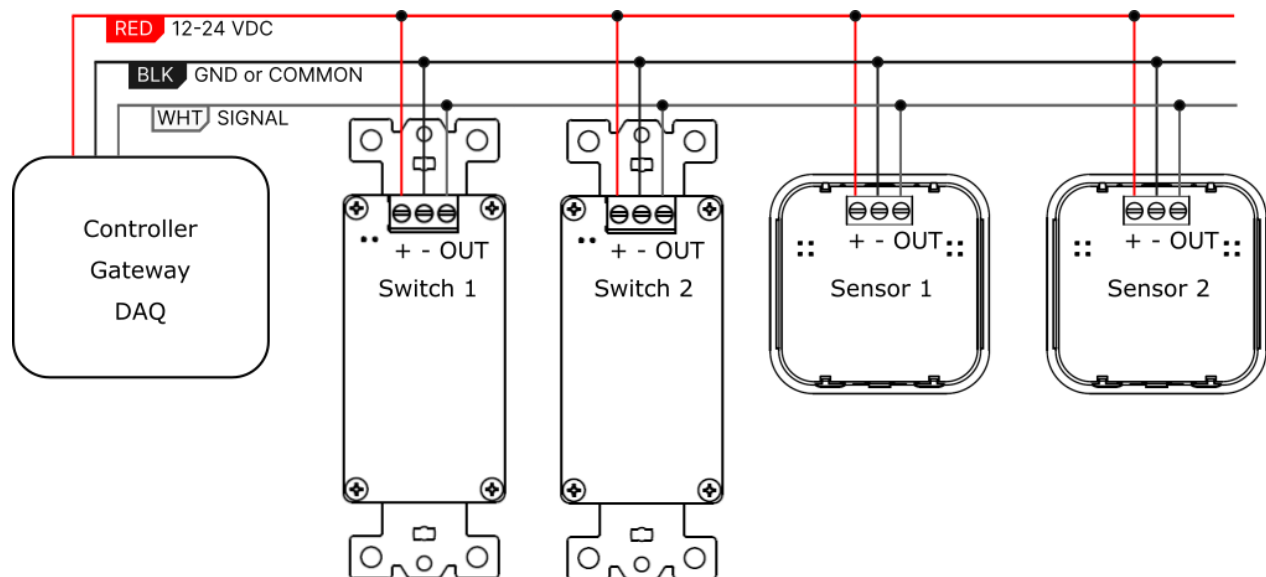 RED 12-24 VDC
BLK GND or COMMON
WHT SIGNAL
Controller
Gateway
DAQ
+ - OUT
Switch 1
+ - OUT
Switch 2
+ - OUT
Sensor 1
+ - OUT
Sensor 2